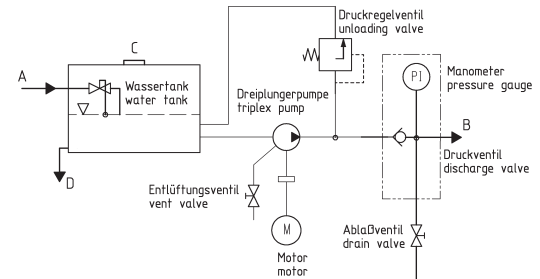 Druckregelventil
unloading valve
C
A
Wassertank
water tank
PI
Manometer
pressure gauge
Dreiplungerpumpe
triplex pump
B
Druckventil
discharge valve
D
Entlüftungsventil
vent valve
M
Ablaßventil
drain valve
Motor
motor